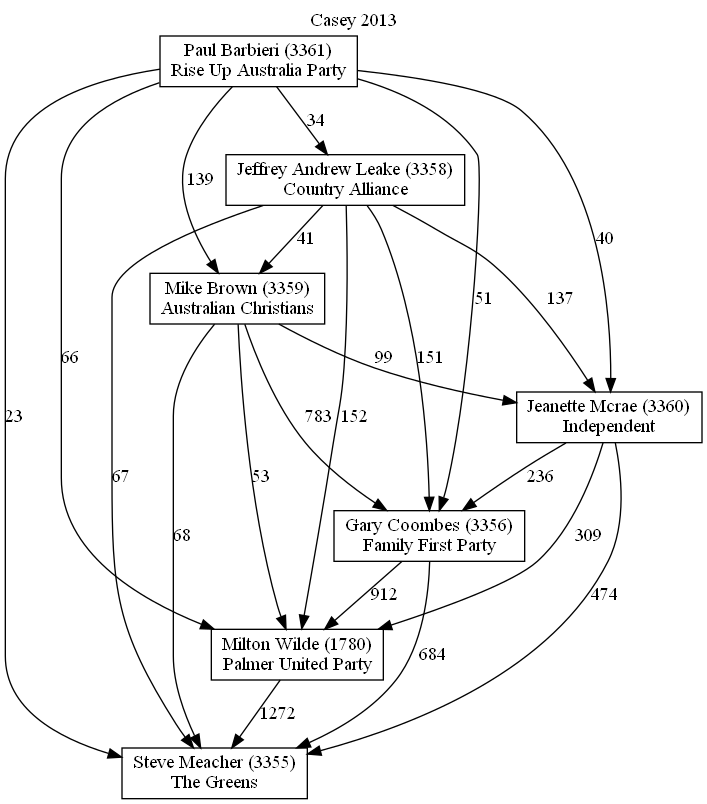 Casey 2013
Paul Barbieri (3361)
Rise Up Australia Party
34
Jeffrey Andrew Leake (3358)
Country Alliance
139
41
40
Mike Brown (3359)
Australian Christians
51
137
66
99
151
Jeanette Mcrae (3360)
Independent
23
783
152
67
53
236
Gary Coombes (3356)
Family First Party
68
309
912
474
Milton Wilde (1780)
Palmer United Party
684
1272
Steve Meacher (3355)
The Greens